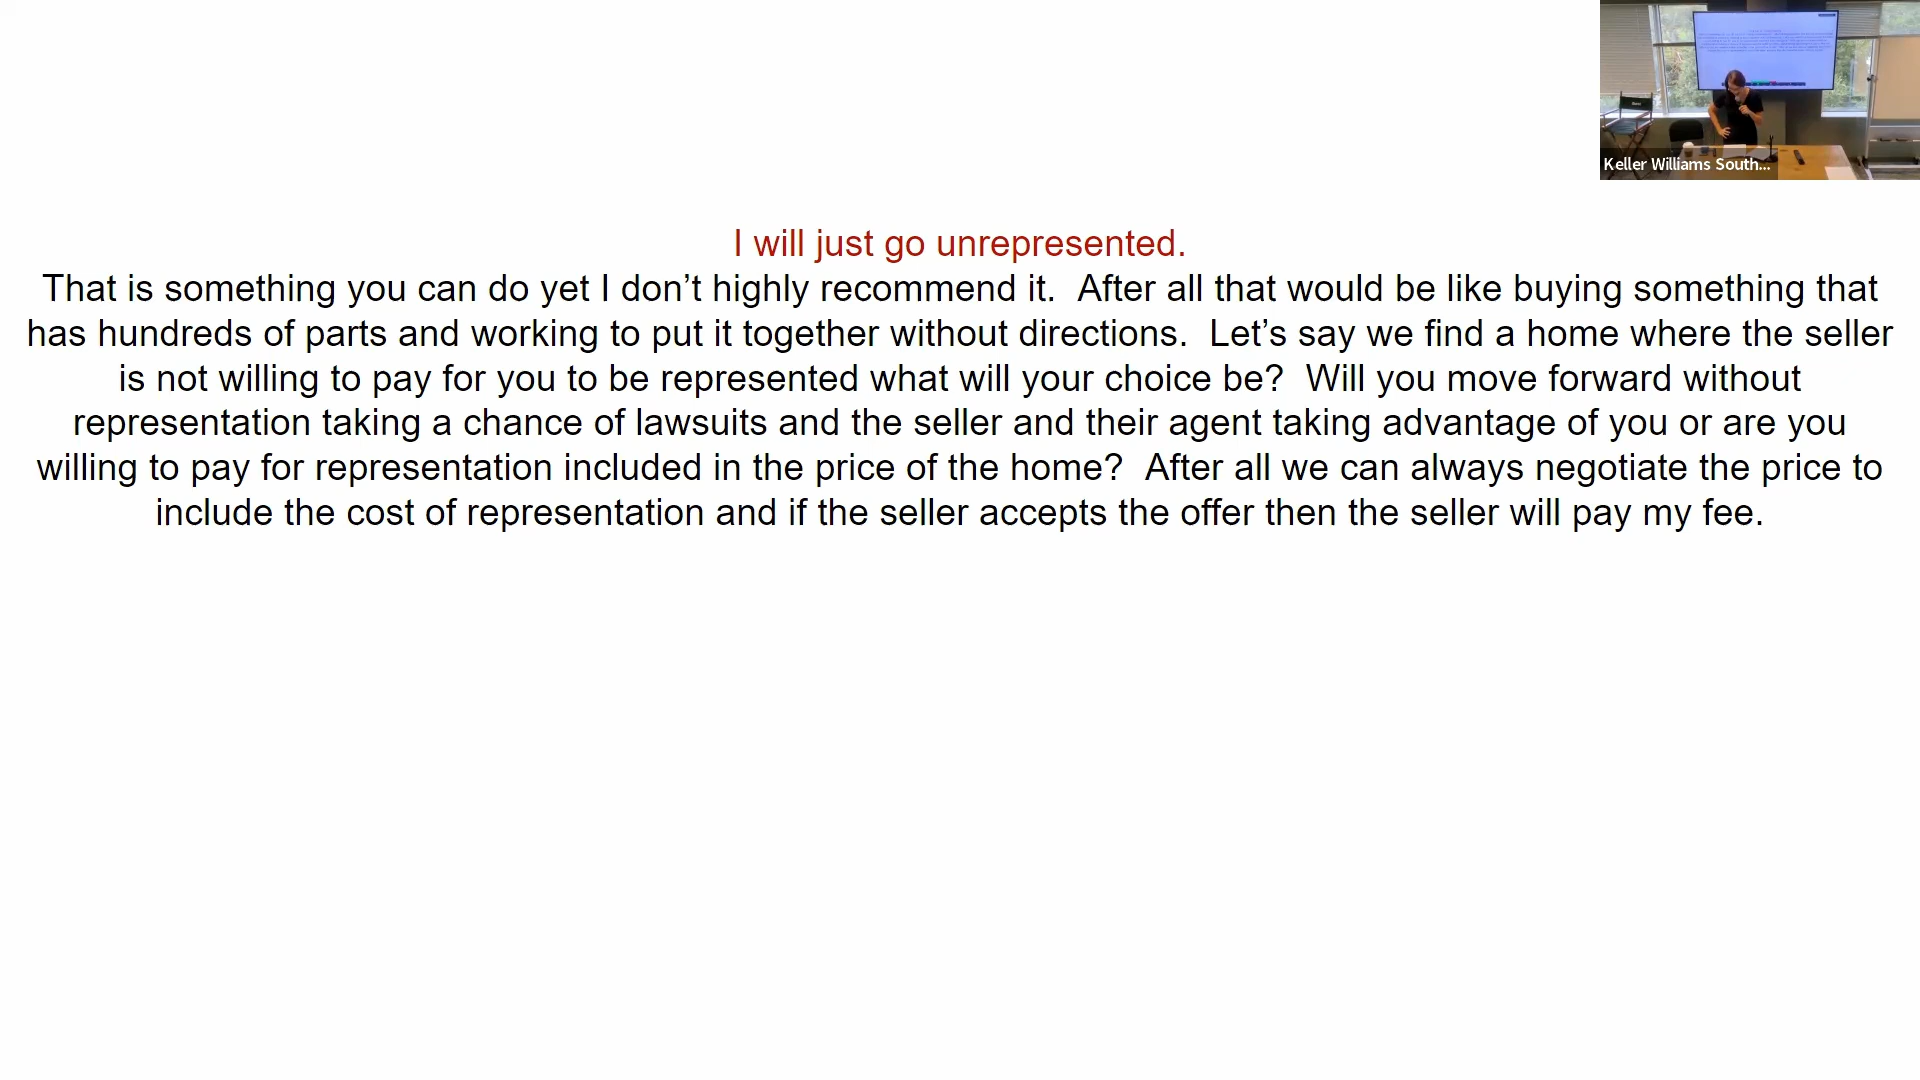 Keller Williams South...
I will just go unrepresented.
That is something you can do yet I don’t highly recommend it.  After all that would be like buying something that
has hundreds of parts and working to put it together without directions.  Let’s say we find a home where the seller
is not willing to pay for you to be represented what will your choice be?  Will you move forward without
representation taking a chance of lawsuits and the seller and their agent taking advantage of you or are you
willing to pay for representation included in the price of the home?  After all we can always negotiate the price to
include the cost of representation and if the seller accepts the offer then the seller will pay my fee.